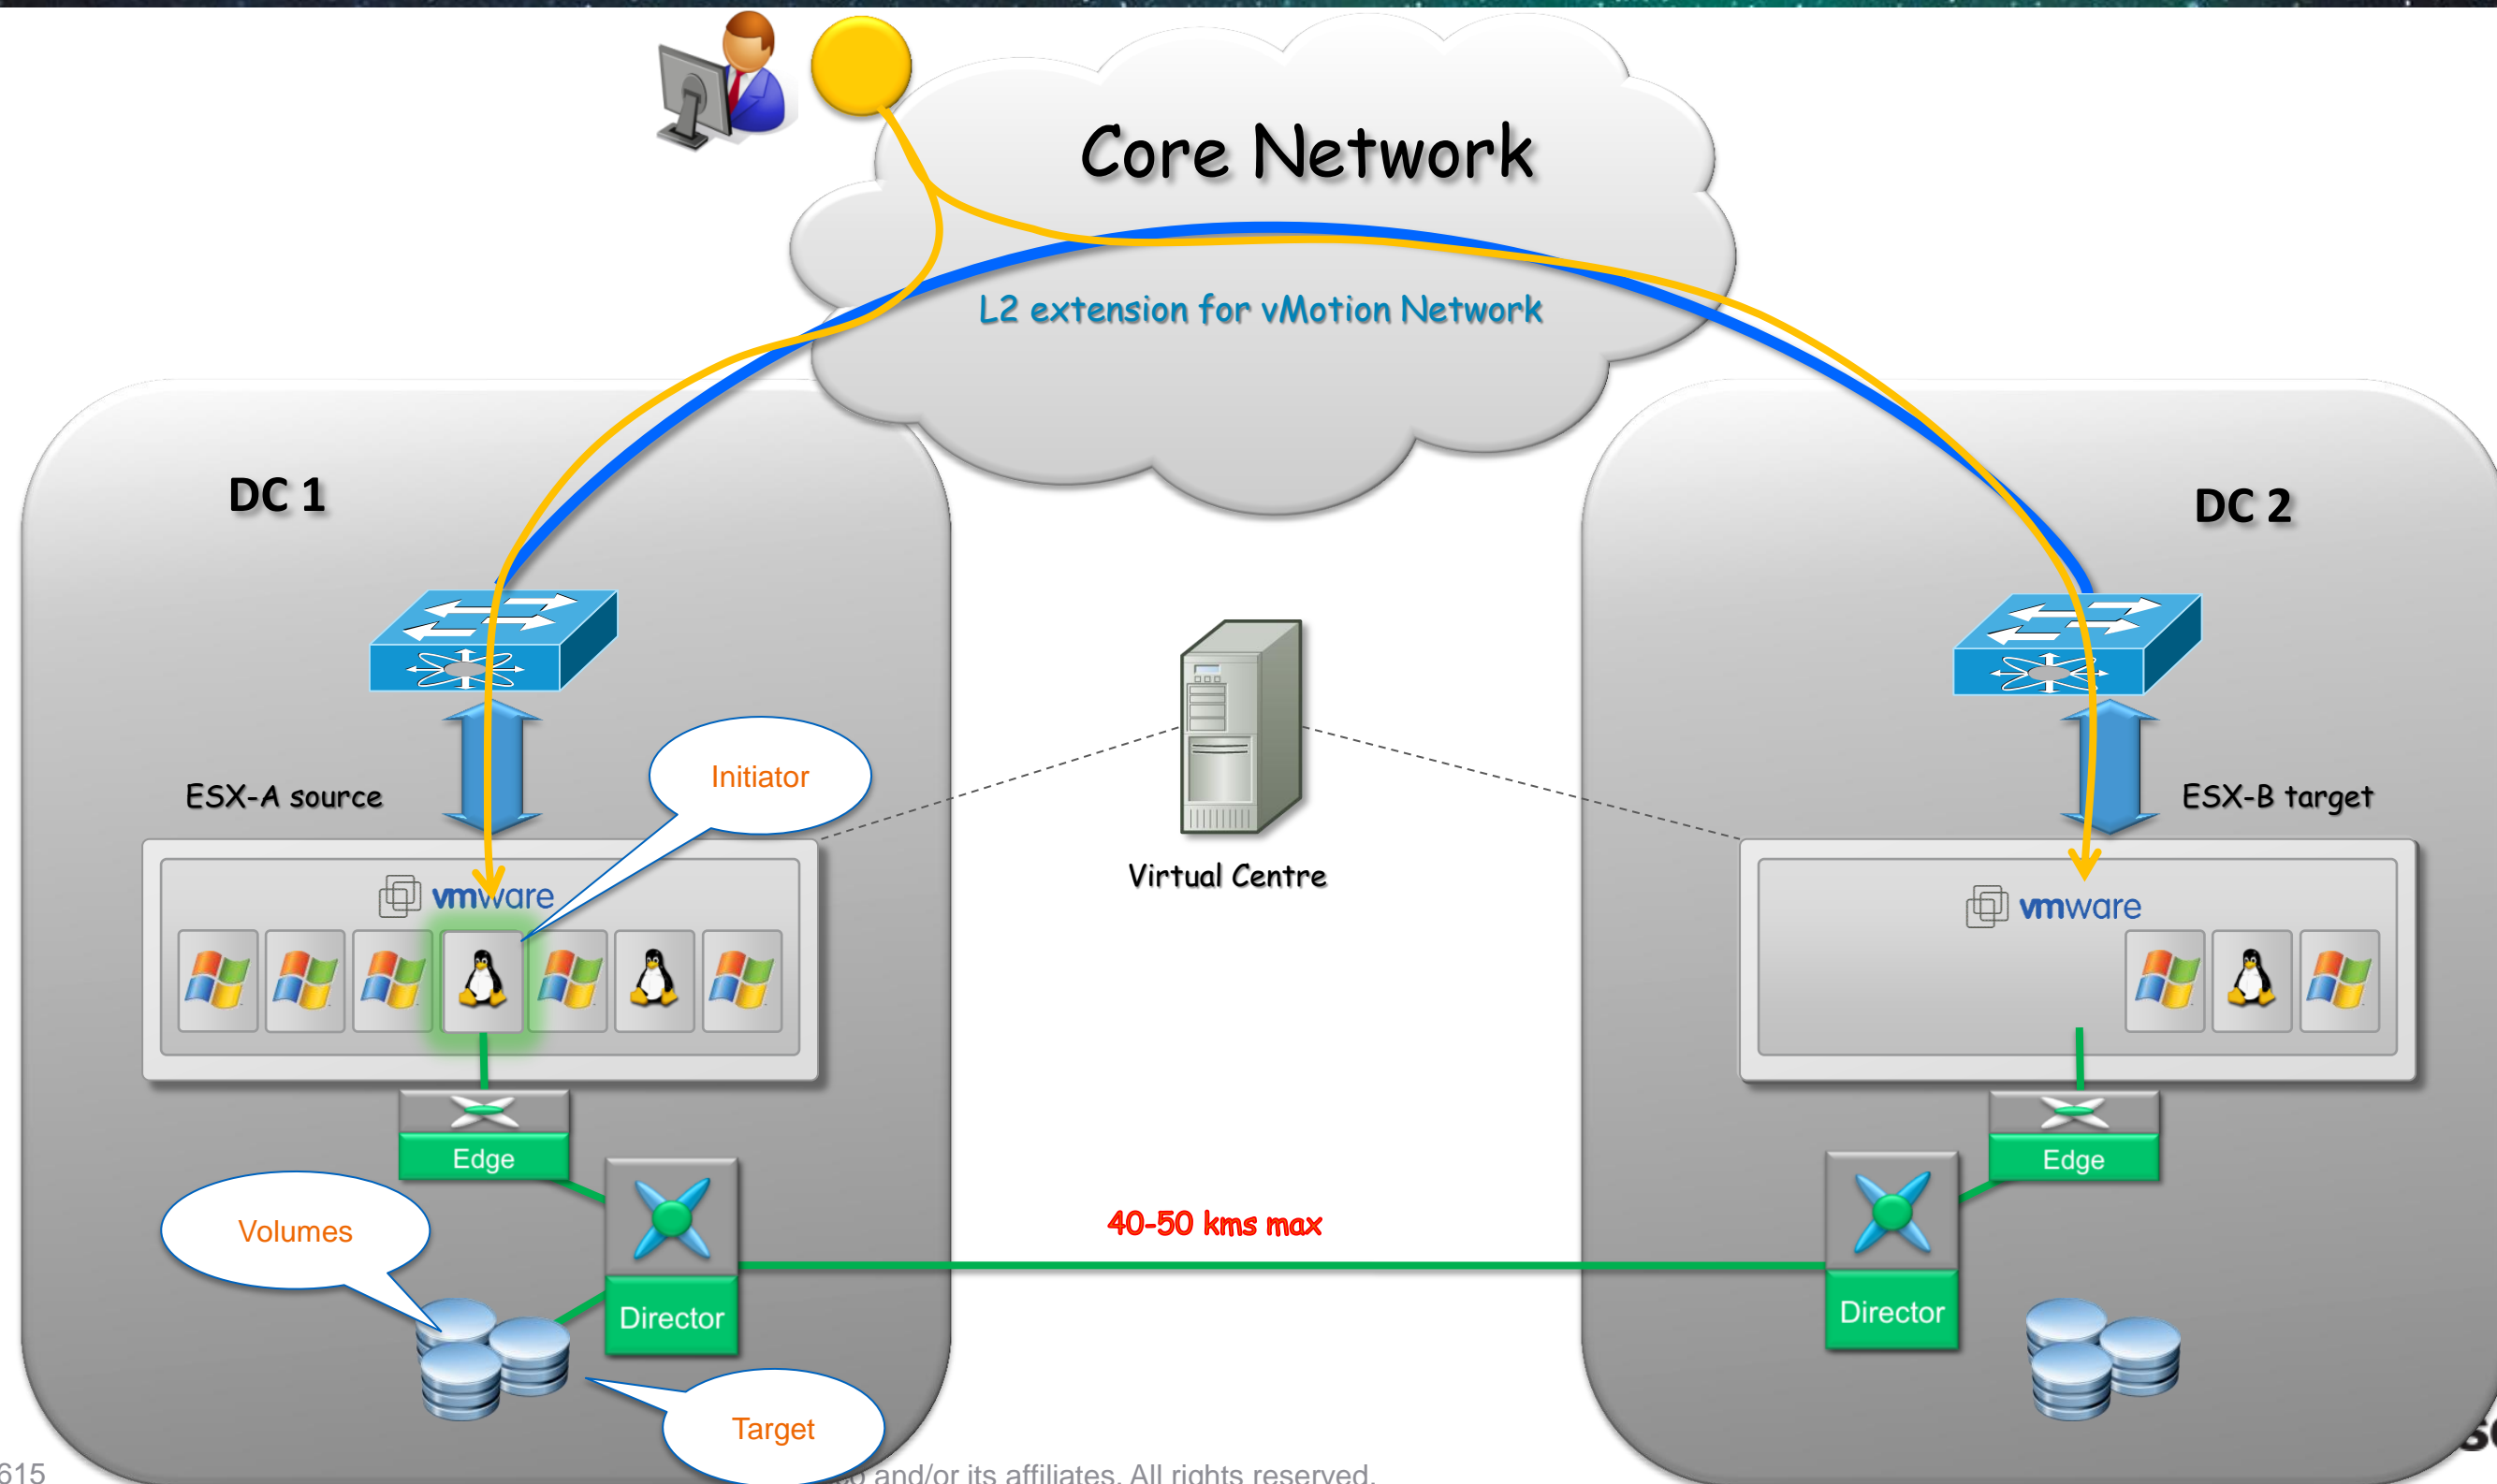 Core Network
L2 extension for vMotion Network
DC 1
DC 2
ESX-A source
Initiator
ESX-B target
Virtual Centre
vmware
vmware
Edge
Edge
Volumes
40-50 kms max
Director
Director
Target
615
and/or its affiliates. All rights reserved.